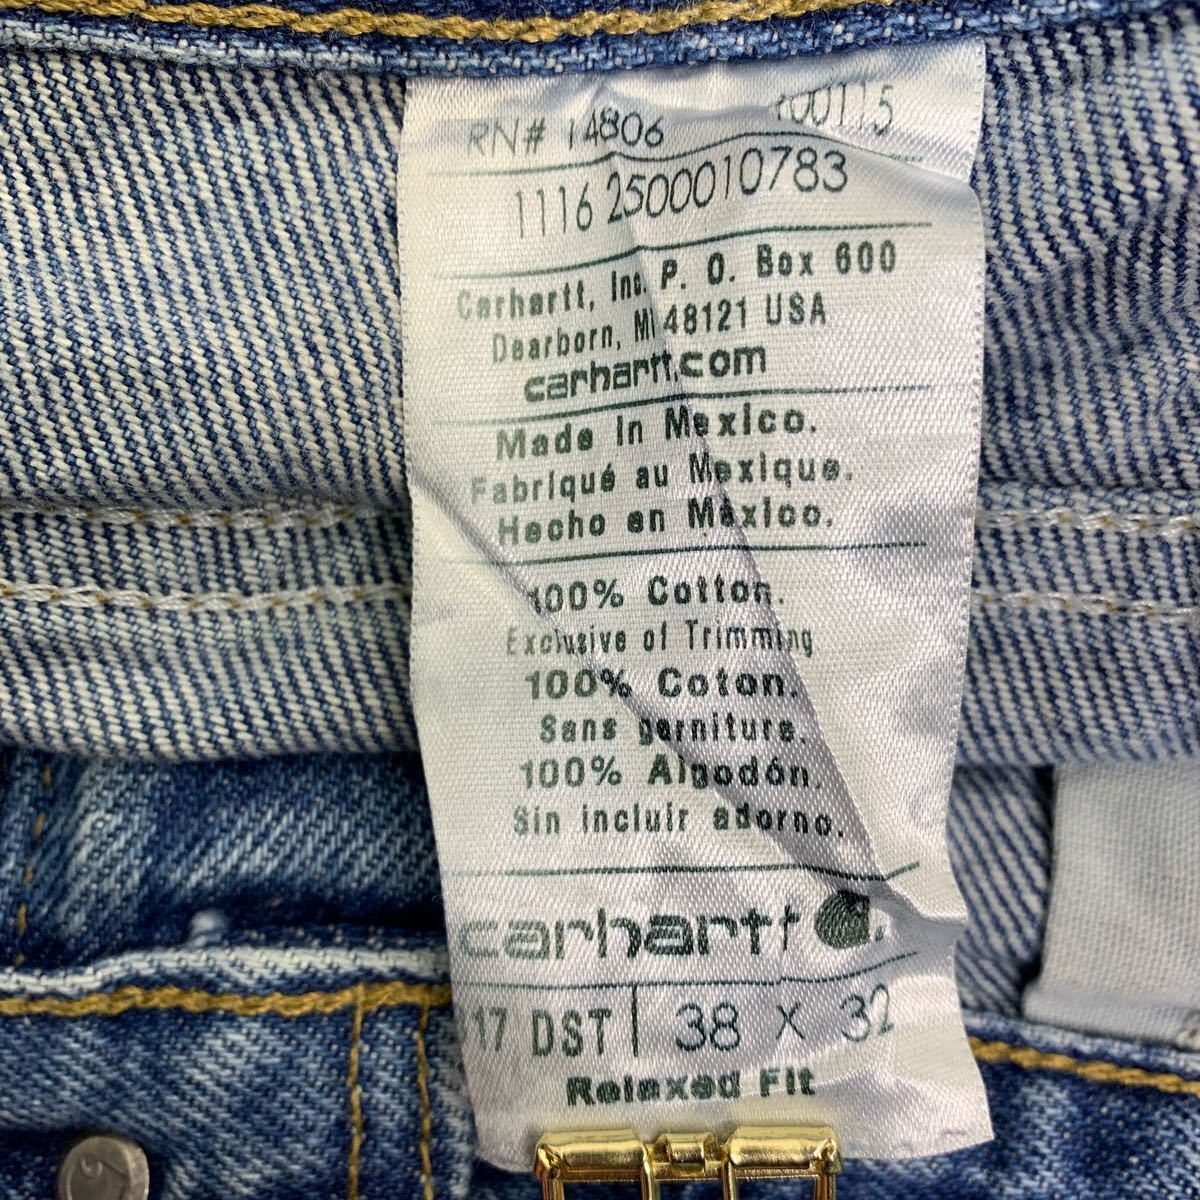 RN# 14806 100115
1116 2500010783
Carhartt, Inc. P. O. Box 600
Dearborn, MI 48121 USA
carhartt.com
Made in Mexico.
Fabriqué au Mexique.
Hecho en México.
100% Cotton.
Exclusive of Trimming
100% Coton.
Sans garniture.
100% Algodón.
Sin incluir adorno.
carhartt
17 DST 38 X 32
Relaxed Fit